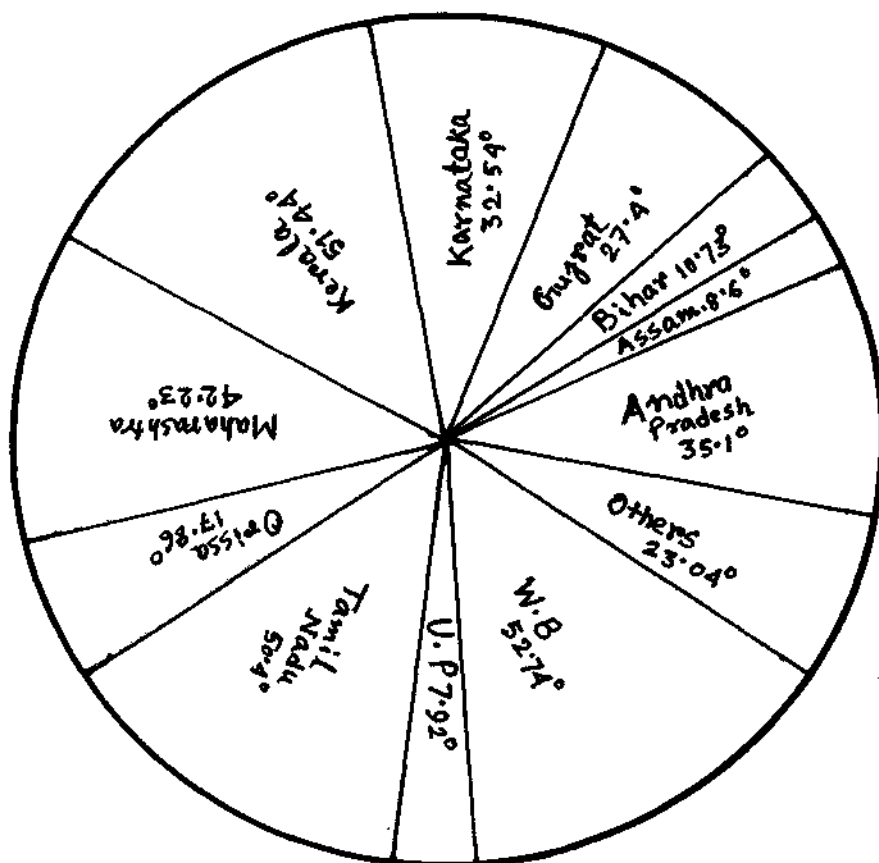 Karnataka
32.54°
Gujrat
27.4°
Bihar 10.73°
Assam.8.6°
Andhra
Pradesh
35.1°
Others
23.04°
W.B
52.74°
U.P 7.92°
Tamil
Nadu
50.4°
Orissa
17.86°
Maharashtra
42.23°
Kerala
51.44°